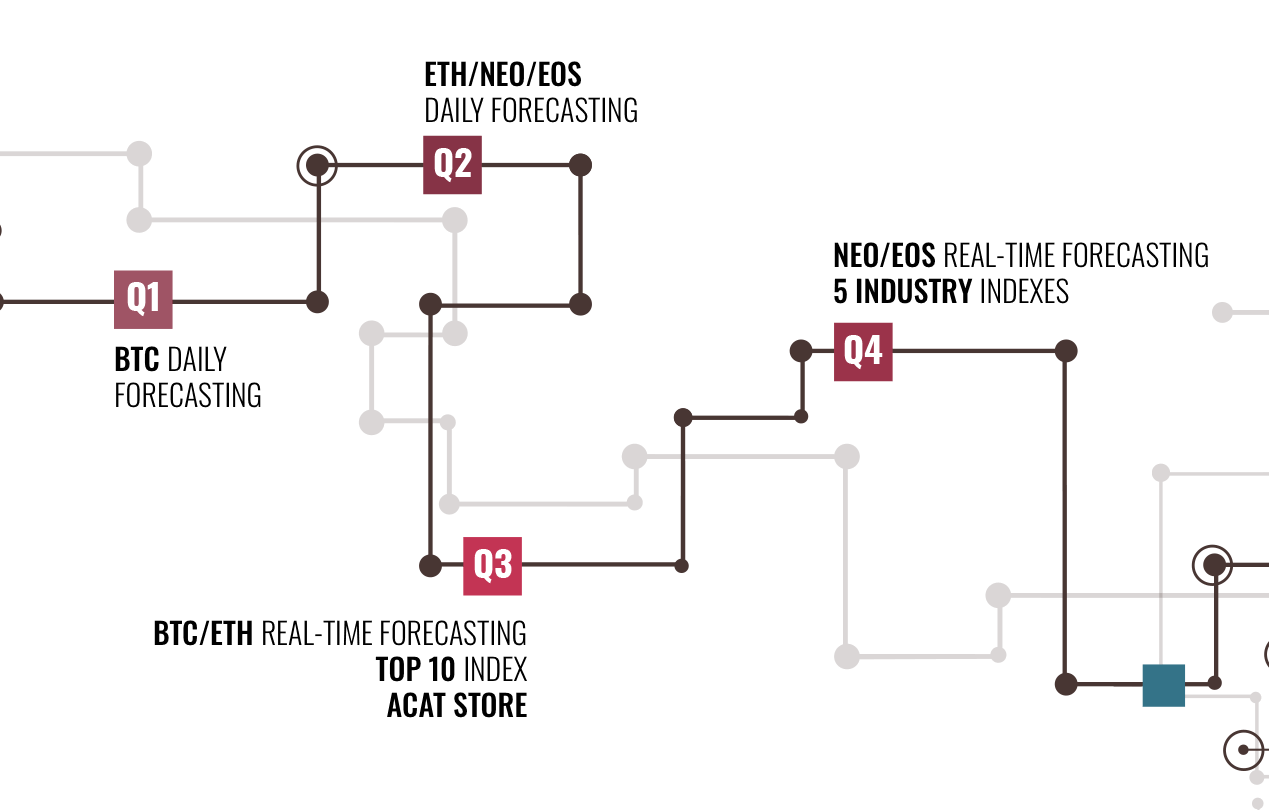 ETH/NEO/EOS
DAILY FORECASTING
Q2
Q1
BTC DAILY
FORECASTING
NEO/EOS REAL-TIME FORECASTING
5 INDUSTRY INDEXES
Q4
Q3
BTC/ETH REAL-TIME FORECASTING
TOP 10 INDEX
ACAT STORE